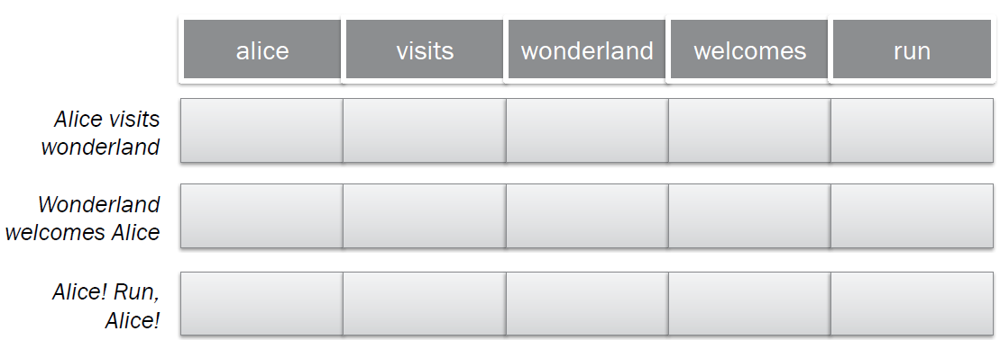 alice visits wonderland welcomes run
Alice visits
wonderland
Wonderland
welcomes Alice
Alice! Run,
Alice!